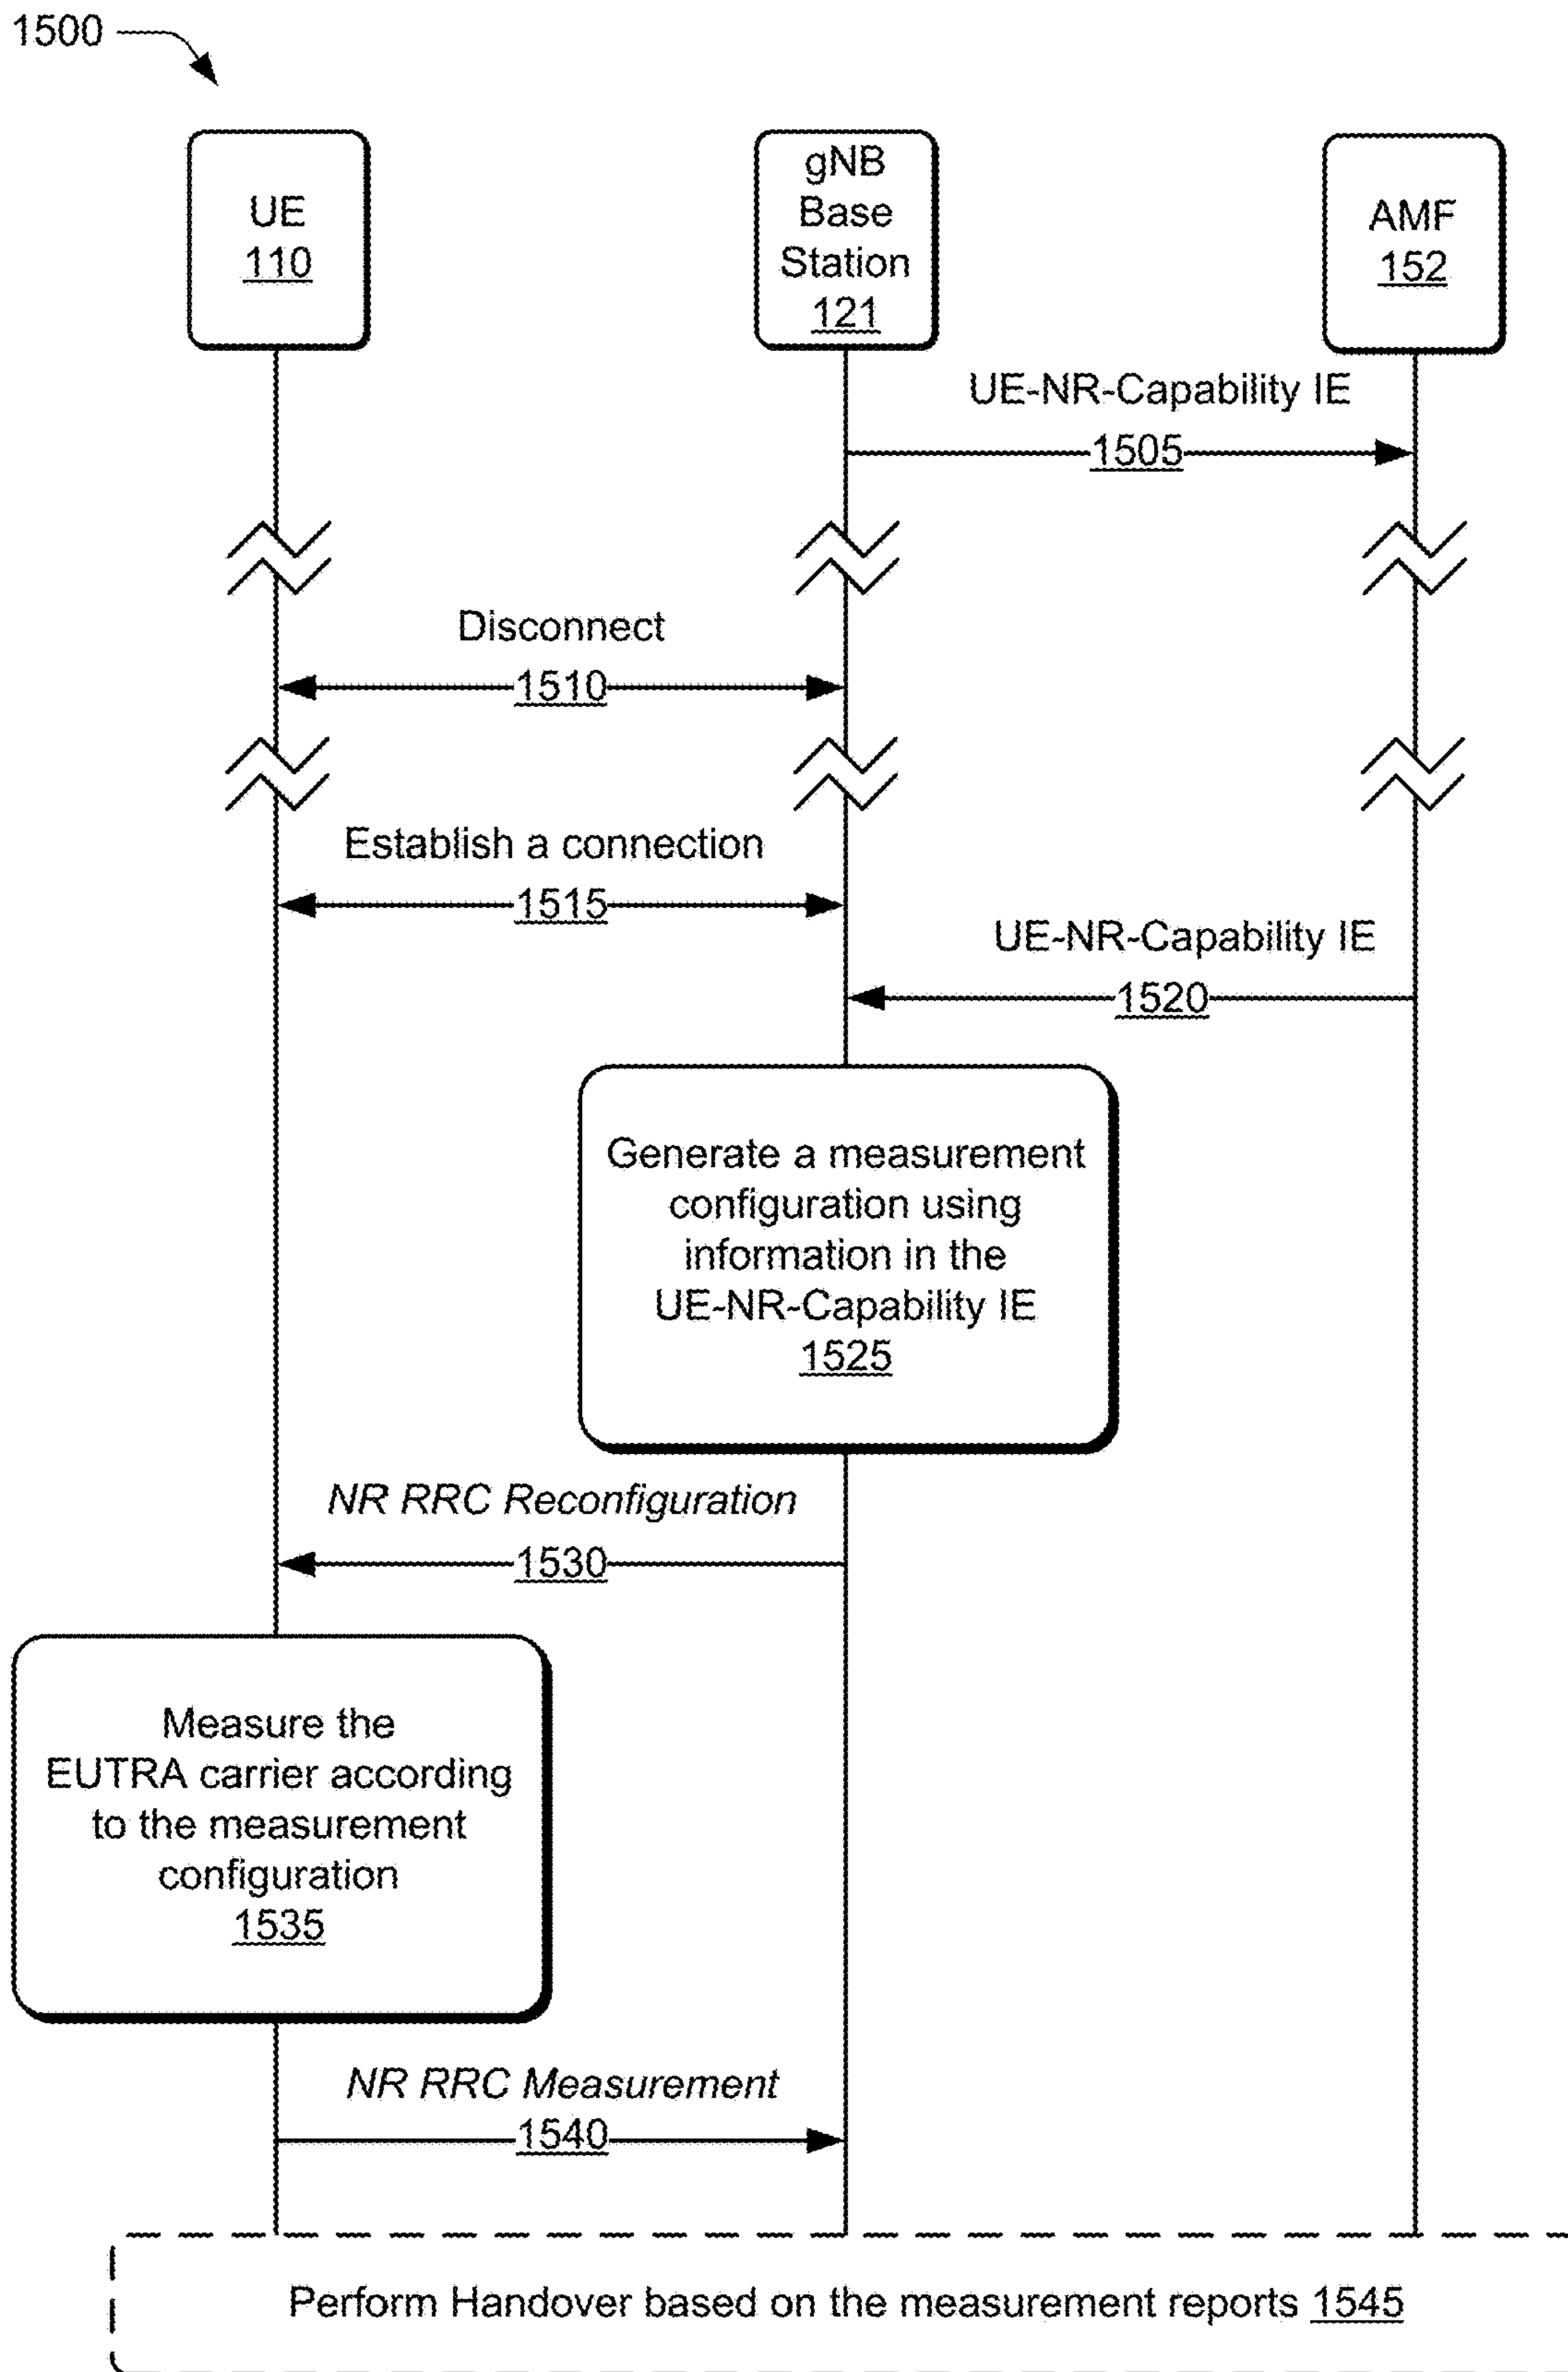 1500
UE
110
gNB
Base
Station
121
AMF
152
UE-NR-Capability IE
1505
Disconnect
1510
Establish a connection
1515
UE-NR-Capability IE
1520
Generate a measurement
configuration using
information in the
UE-NR-Capability IE
1525
NR RRC Reconfiguration
1530
Measure the
EUTRA carrier according
to the measurement
configuration
1535
NR RRC Measurement
1540
Perform Handover based on the measurement reports 1545